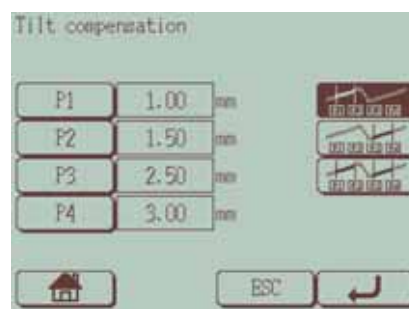 Tilt compensation
P1 1.00 mm
P2 1.50 mm
P3 2.50 mm
P4 3.00 mm
ESC